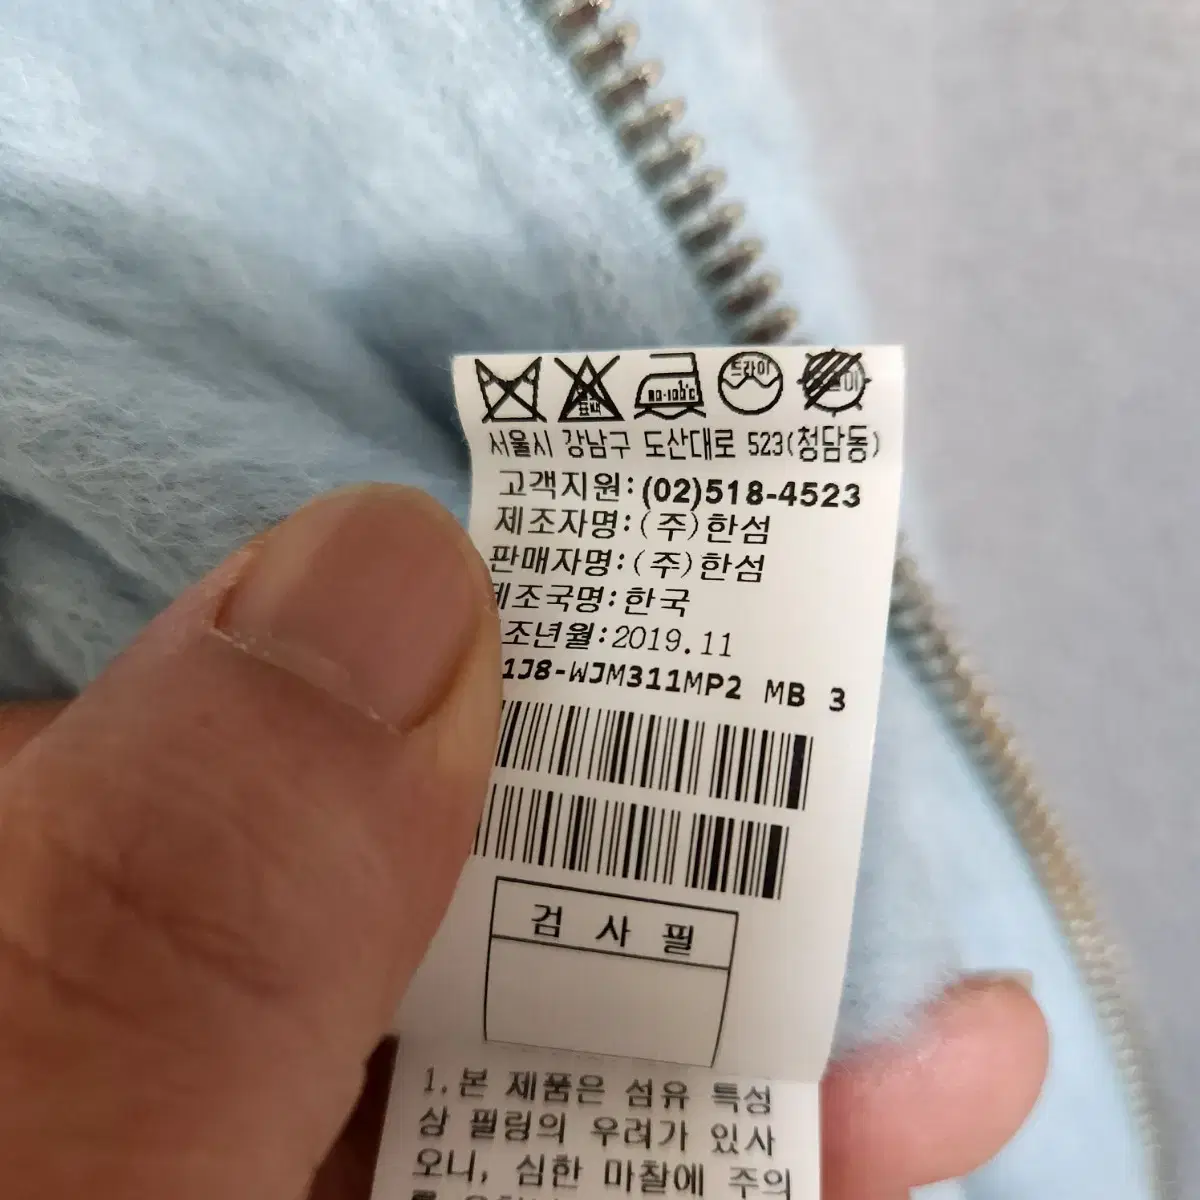 표백
80-100°C
드라이
서울시 강남구 도산대로 523(청담동)
고객지원:(02)518-4523
제조자명:(주)한섬
판매자명:(주)한섬
제조국명:한국
조년월:2019.11
1J8-WJM311MP2 MB 3
검 사 필
1.본 제품은 섬유 특성
상 필링의 우려가 있사
오니, 심한 마찰에 주의